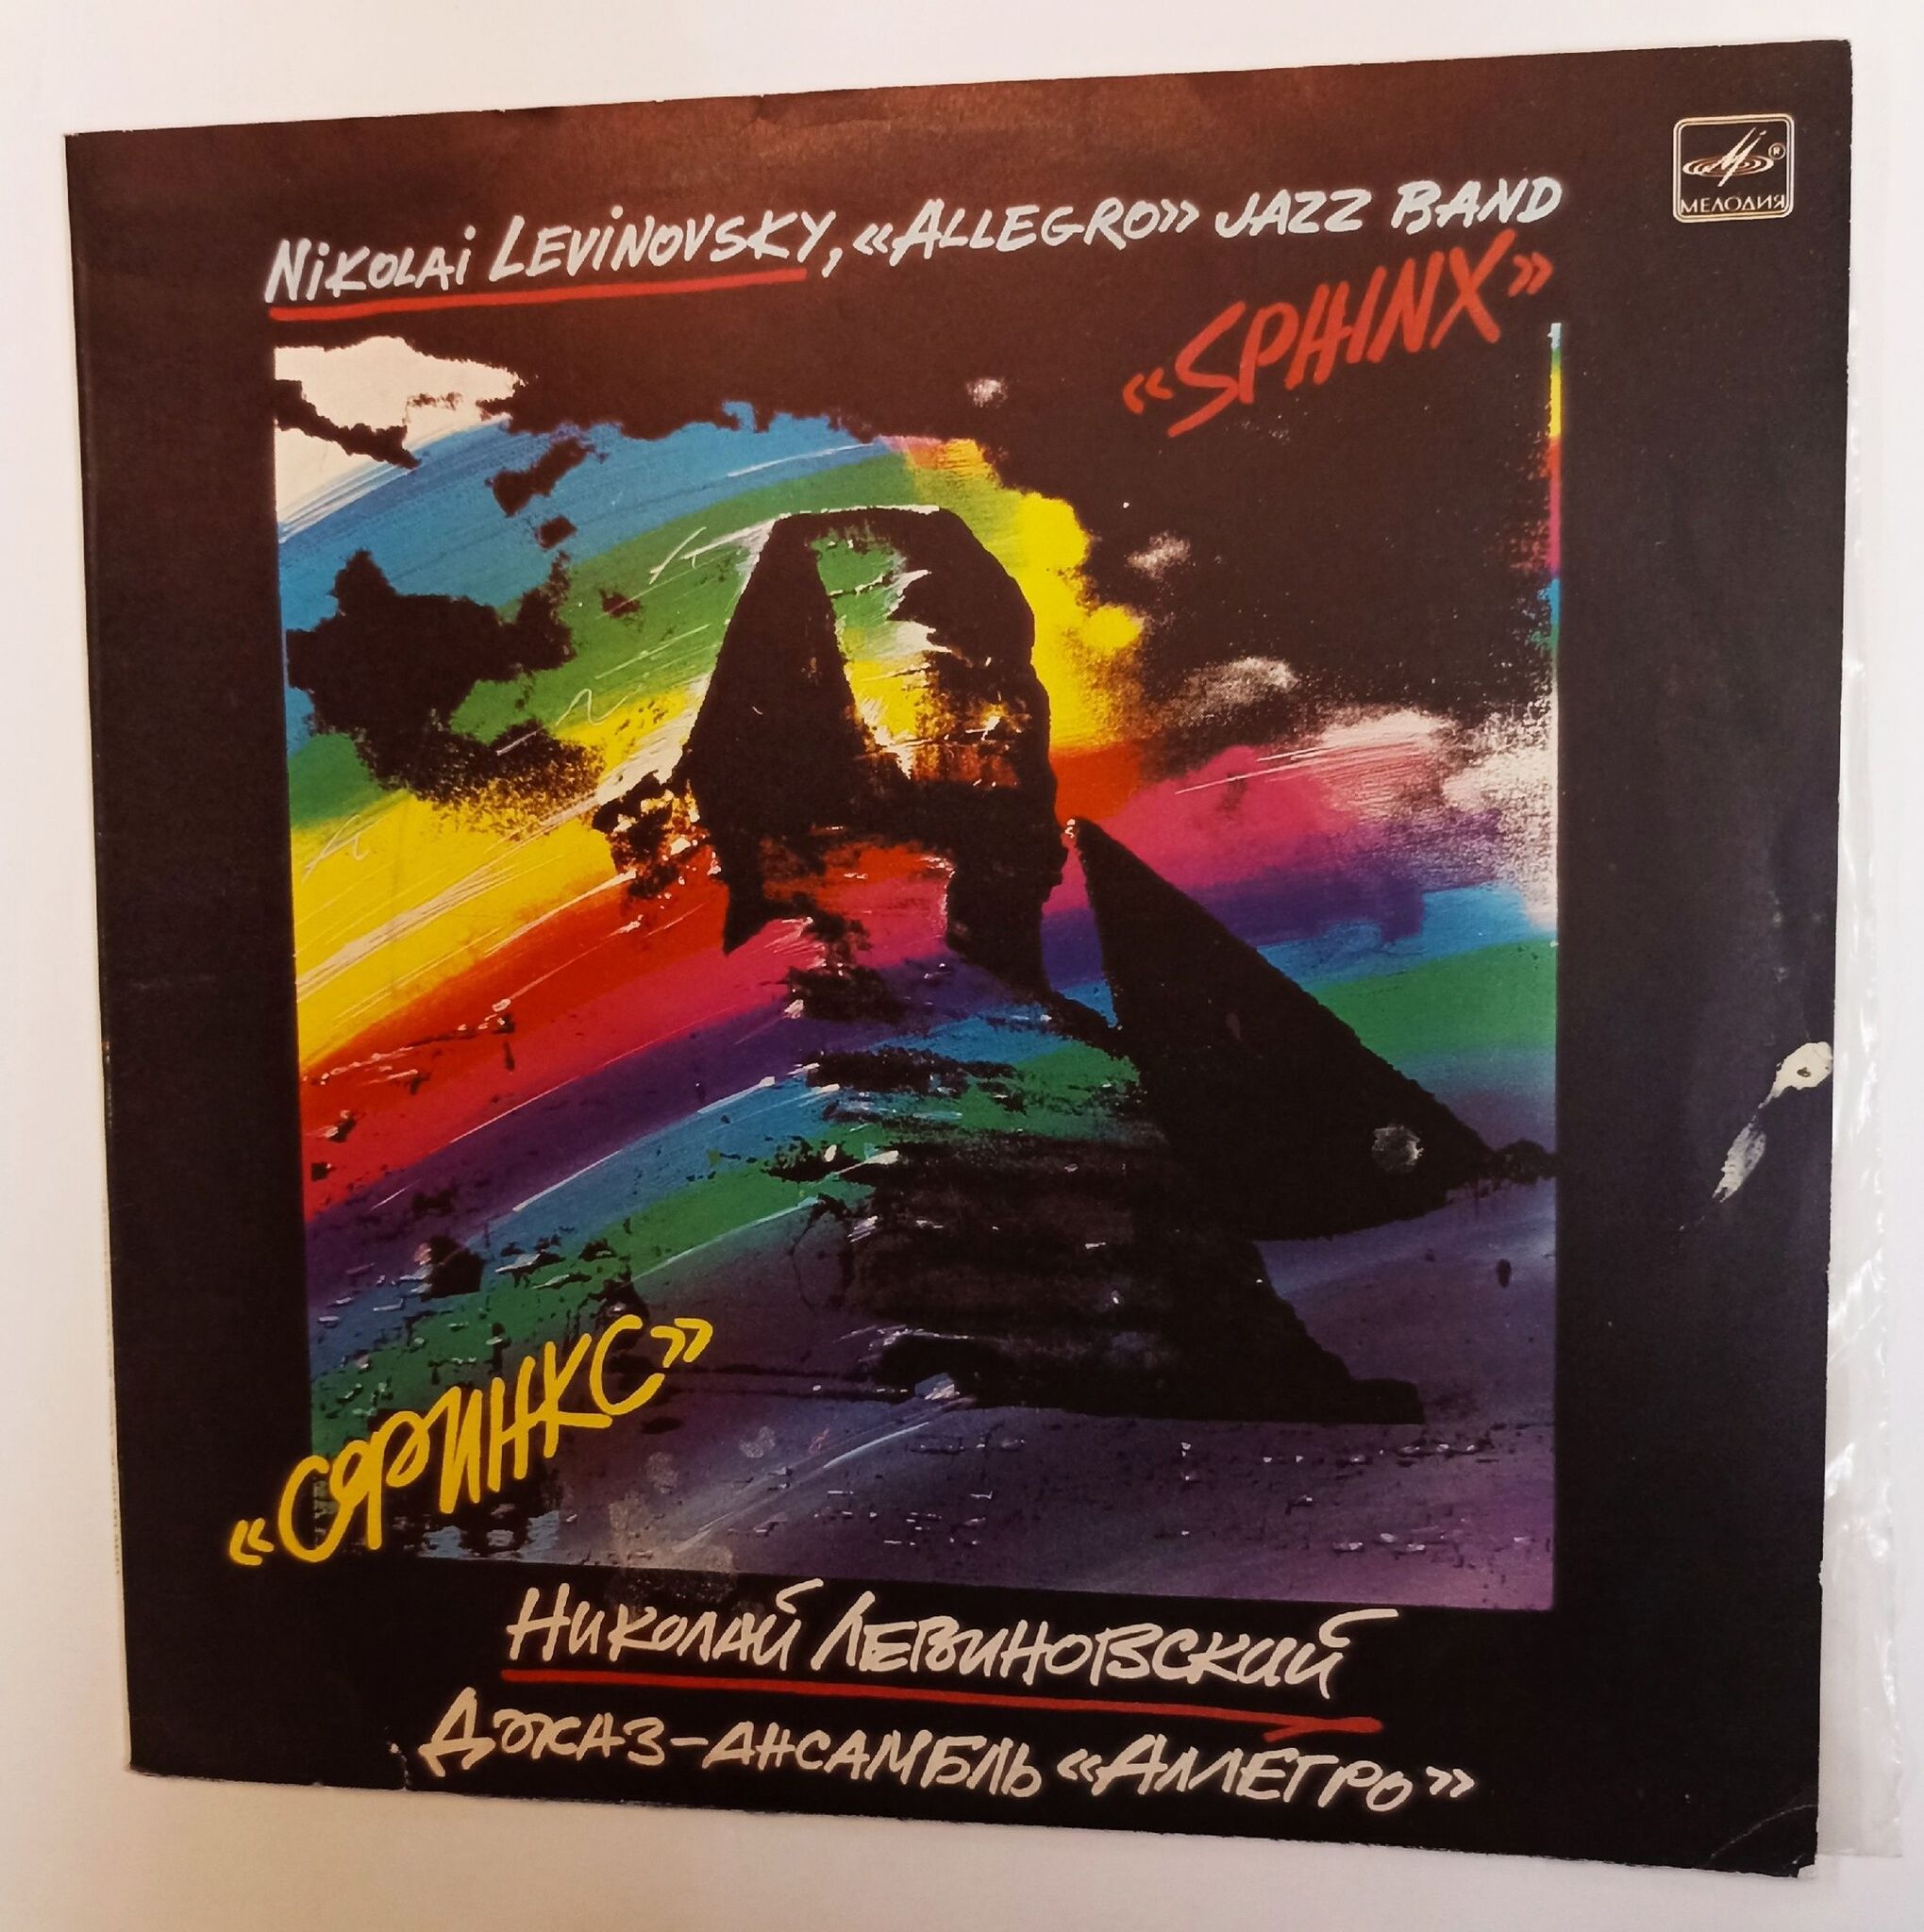 МЕЛОДИЯ
Nikolai Levinovsky, «Allegro» jazz band
«Sphinx»
«Сфинкс»
Николай Левиновский
Джаз-ансамбль «Аллегро»